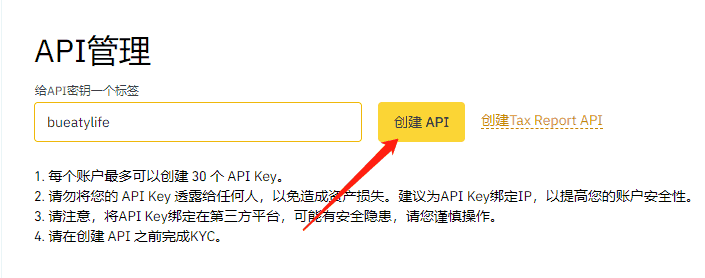 API管理
给API密钥一个标签
bueatylife
创建 API
创建Tax Report API
1. 每个账户最多可以创建 30 个 API Key。
2. 请勿将您的 API Key 透露给任何人，以免造成资产损失。建议为API Key绑定IP，以提高您的账户安全性。
3. 请注意，将API Key绑定在第三方平台，可能有安全隐患，请您谨慎操作。
4. 请在创建 API 之前完成KYC。